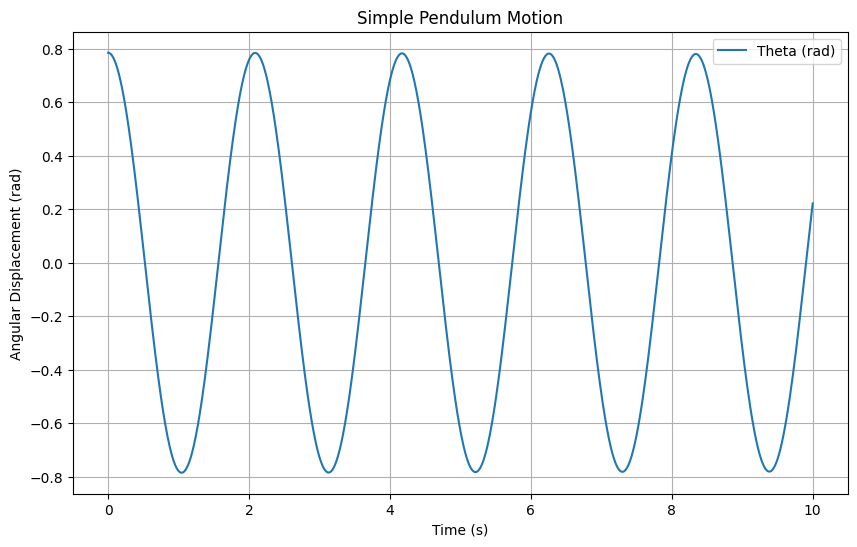 Simple Pendulum Motion
Theta (rad)
Angular Displacement (rad)
0.8
0.6
0.4
0.2
0.0
−0.2
−0.4
−0.6
−0.8
0 2 4 6 8 10
Time (s)